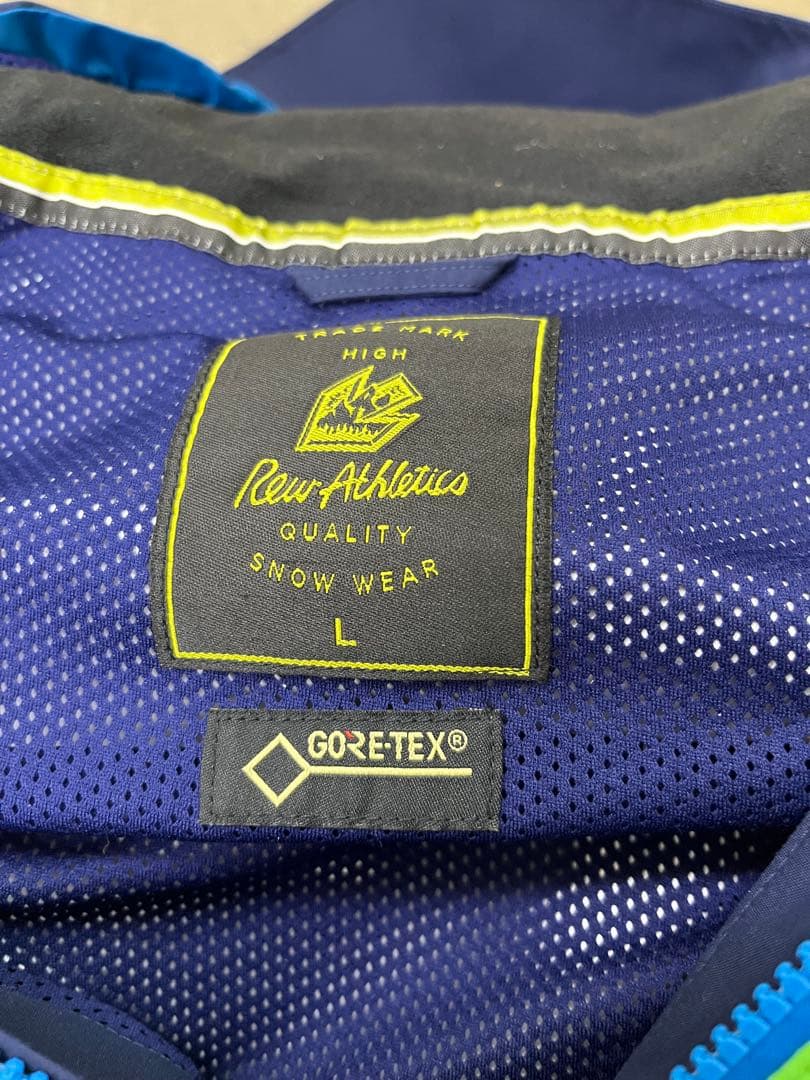 TRADE MARK
HIGH
Rew-Athletics
QUALITY
SNOW WEAR
L
GORE-TEX®